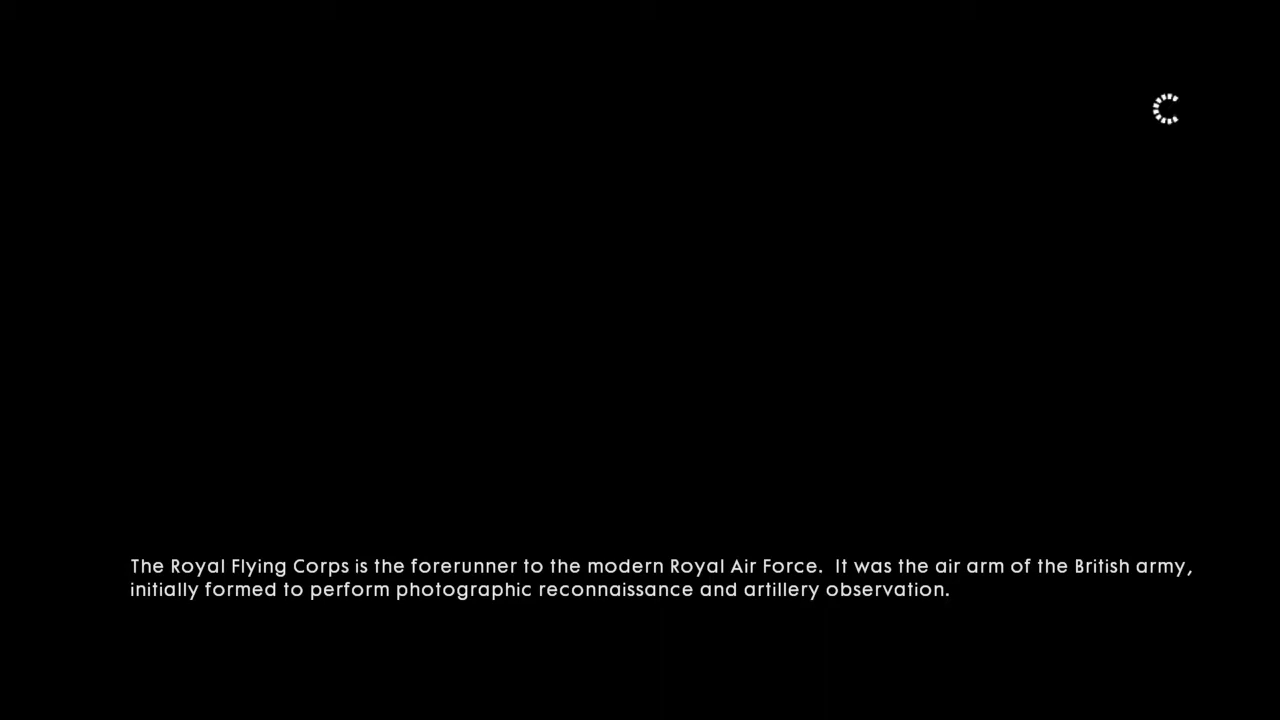 The Royal Flying Corps is the forerunner to the modern Royal Air Force.  It was the air arm of the British army,
initially formed to perform photographic reconnaissance and artillery observation.